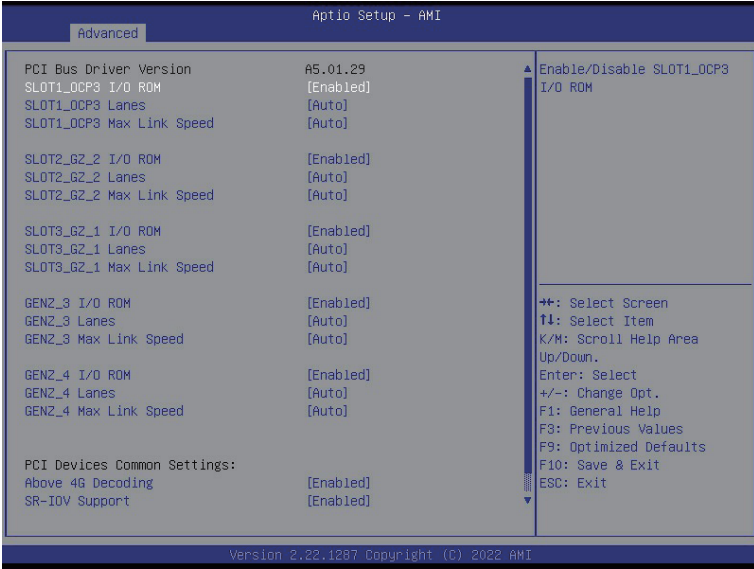 Aptio Setup – AMI
Advanced
PCI Bus Driver Version A5.01.29
SLOT1_OCP3 I/O ROM [Enabled]
SLOT1_OCP3 Lanes [Auto]
SLOT1_OCP3 Max Link Speed [Auto]
SLOT2_GZ_2 I/O ROM [Enabled]
SLOT2_GZ_2 Lanes [Auto]
SLOT2_GZ_2 Max Link Speed [Auto]
SLOT3_GZ_1 I/O ROM [Enabled]
SLOT3_GZ_1 Lanes [Auto]
SLOT3_GZ_1 Max Link Speed [Auto]
GENZ_3 I/O ROM [Enabled]
GENZ_3 Lanes [Auto]
GENZ_3 Max Link Speed [Auto]
GENZ_4 I/O ROM [Enabled]
GENZ_4 Lanes [Auto]
GENZ_4 Max Link Speed [Auto]
PCI Devices Common Settings:
Above 4G Decoding [Enabled]
SR-IOV Support [Enabled]
Enable/Disable SLOT1_OCP3
I/O ROM
→←: Select Screen
↑↓: Select Item
K/M: Scroll Help Area
Up/Down.
Enter: Select
+/-: Change Opt.
F1: General Help
F3: Previous Values
F9: Optimized Defaults
F10: Save & Exit
ESC: Exit
Version 2.22.1287 Copyright (C) 2022 AMI